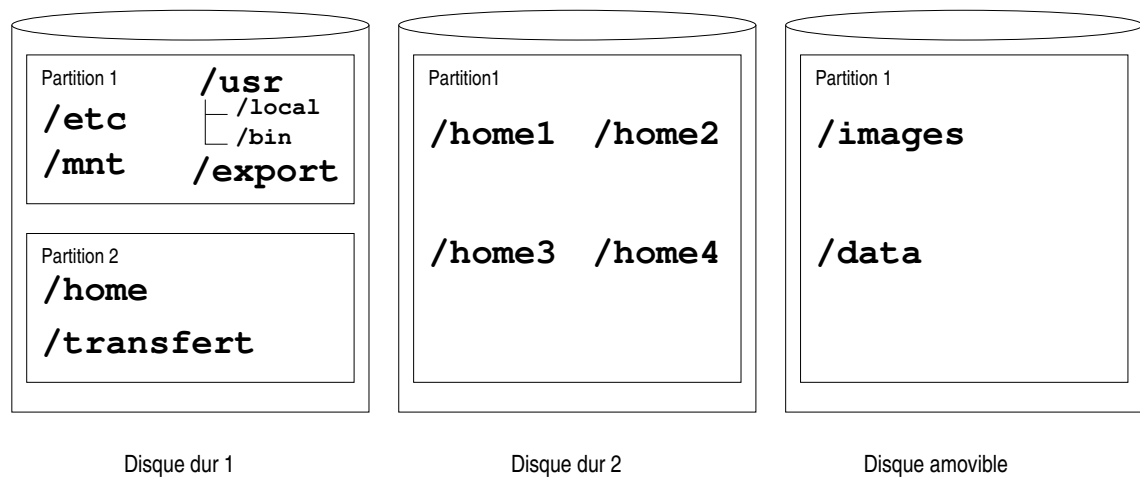 Partition 1
/usr
/local
/etc
/bin
/mnt
/export
Partition 2
/home
/transfert
Disque dur 1
Partition1
/home1 /home2
/home3 /home4
Disque dur 2
Partition 1
/images
/data
Disque amovible